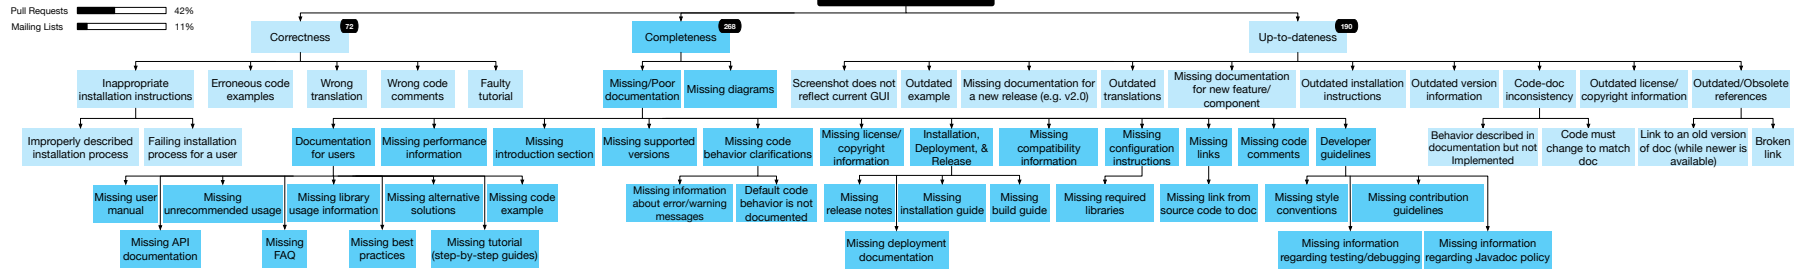 Pull Requests 42%
Mailing Lists 11%
Correctness 72
Completeness 268
Up-to-dateness 190
Inappropriate
installation instructions
Erroneous code
examples
Wrong
translation
Wrong code
comments
Faulty
tutorial
Missing/Poor
documentation
Missing diagrams
Screenshot does not
reflect current GUI
Outdated
example
Missing documentation for
a new release (e.g. v2.0)
Outdated
translations
Missing documentation
for new feature/
component
Outdated installation
instructions
Outdated version
information
Code-doc
inconsistency
Outdated license/
copyright information
Outdated/Obsolete
references
Improperly described
installation process
Failing installation
process for a user
Documentation
for users
Missing performance
information
Missing
introduction section
Missing supported
versions
Missing code
behavior clarifications
Missing license/
copyright
information
Installation,
Deployment, &
Release
Missing
compatibility
information
Missing
configuration
instructions
Missing
links
Missing code
comments
Developer
guidelines
Behavior described in
documentation but not
Implemented
Code must
change to match
doc
Link to an old version
of doc (while newer is
available)
Broken
link
Missing user
manual
Missing
unrecommended usage
Missing library
usage information
Missing alternative
solutions
Missing code
example
Missing information
about error/warning
messages
Default code
behavior is not
documented
Missing
release notes
Missing
installation guide
Missing
build guide
Missing required
libraries
Missing link from
source code to doc
Missing style
conventions
Missing contribution
guidelines
Missing API
documentation
Missing
FAQ
Missing best
practices
Missing tutorial
(step-by-step guides)
Missing deployment
documentation
Missing information
regarding testing/debugging
Missing information
regarding Javadoc policy